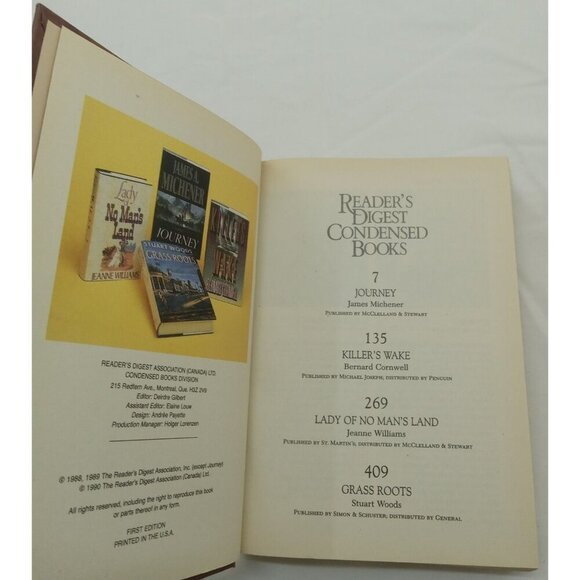 Lady
of
No Man's
Land
JEANNE WILLIAMS
JAMES A.
MICHENER
JOURNEY
STUART WOODS
GRASS ROOTS
READER'S DIGEST ASSOCIATION (CANADA) LTD.
CONDENSED BOOKS DIVISION
215 Redfern Ave., Montreal, Que. H3Z 2V9
Editor: Deirdre Gilbert
Assistant Editor: Elaine Louw
Design: Andrée Payette
Production Manager: Holger Lorenzen
© 1988, 1989 The Reader's Digest Association, Inc. (except Journey)
© 1990 The Reader's Digest Association (Canada) Ltd.
All rights reserved, including the right to reproduce this book
or parts thereof in any form.
FIRST EDITION
PRINTED IN THE U.S.A.
READER'S
DIGEST
CONDENSED
BOOKS
7
JOURNEY
James Michener
PUBLISHED BY MCCLELLAND & STEWART
135
KILLER'S WAKE
Bernard Cornwell
PUBLISHED BY MICHAEL JOSEPH, DISTRIBUTED BY PENGUIN
269
LADY OF NO MAN'S LAND
Jeanne Williams
PUBLISHED BY ST. MARTIN'S, DISTRIBUTED BY MCCLELLAND & STEWART
409
GRASS ROOTS
Stuart Woods
PUBLISHED BY SIMON & SCHUSTER; DISTRIBUTED BY GENERAL